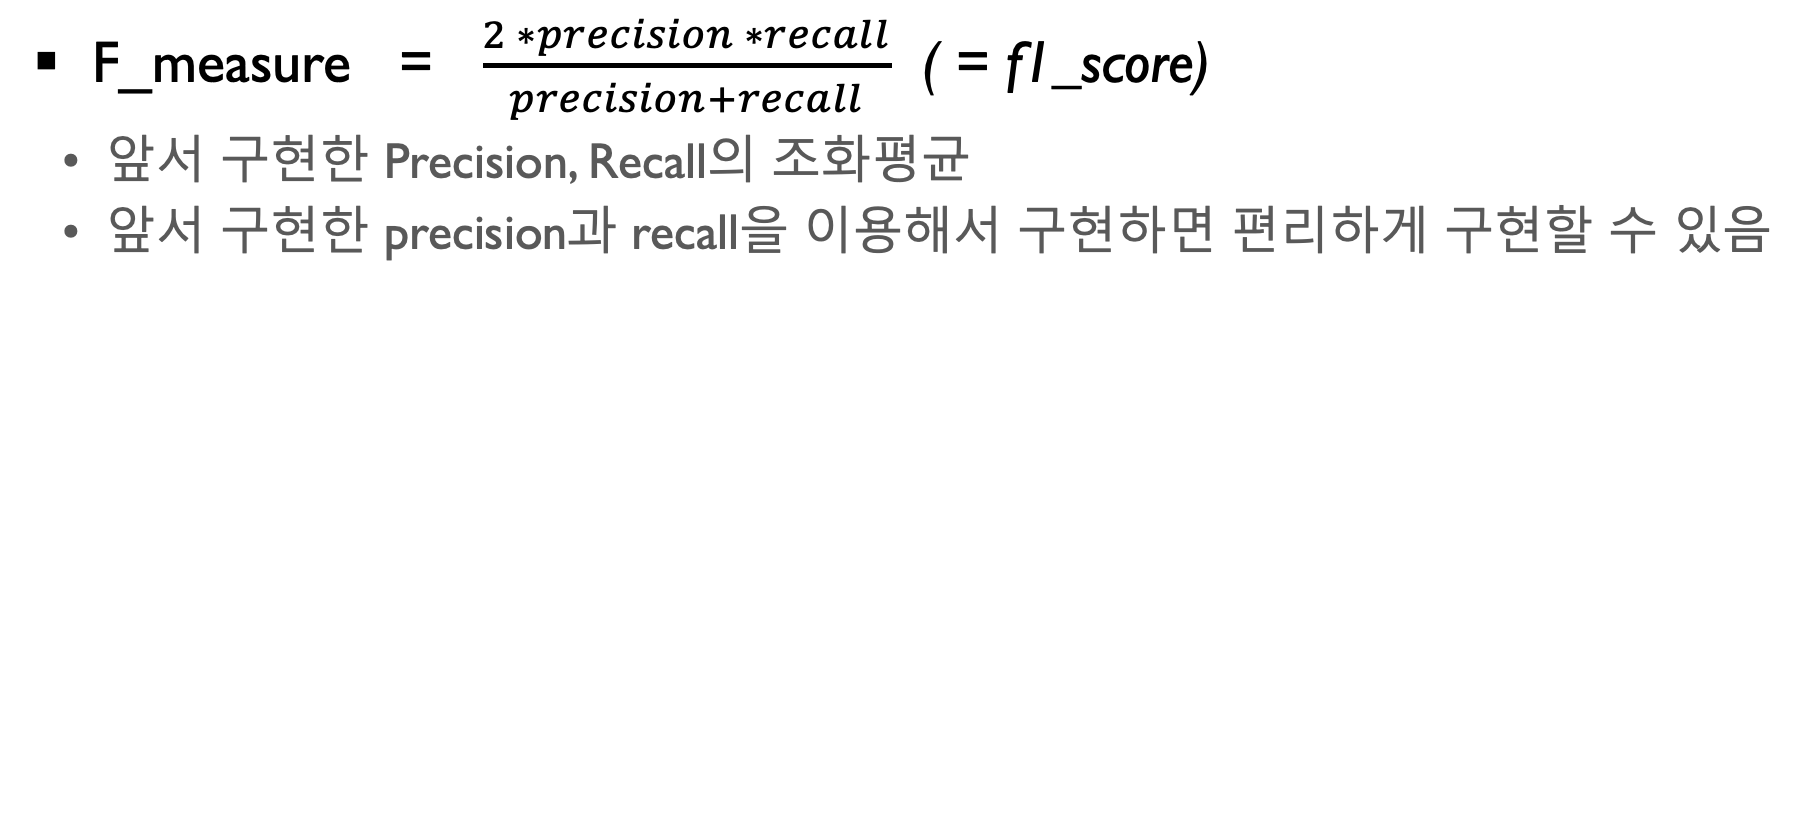 ▪ F_measure = 2 *precision *recall / precision+recall ( = f1_score)
• 앞서 구현한 Precision, Recall의 조화평균
• 앞서 구현한 precision과 recall을 이용해서 구현하면 편리하게 구현할 수 있음